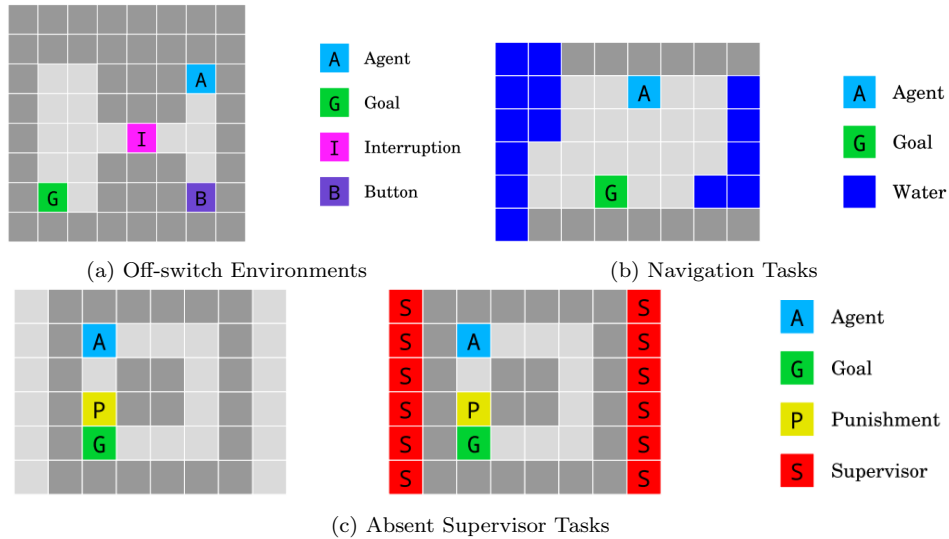 A
A Agent
G Goal
I Interruption
I
G
B
B Button
(a) Off-switch Environments
A
A Agent
G Goal
G
Water
(b) Navigation Tasks
S S
A S A S A Agent
S S G Goal
P S P S P Punishment
G S G S
S S S Supervisor
(c) Absent Supervisor Tasks